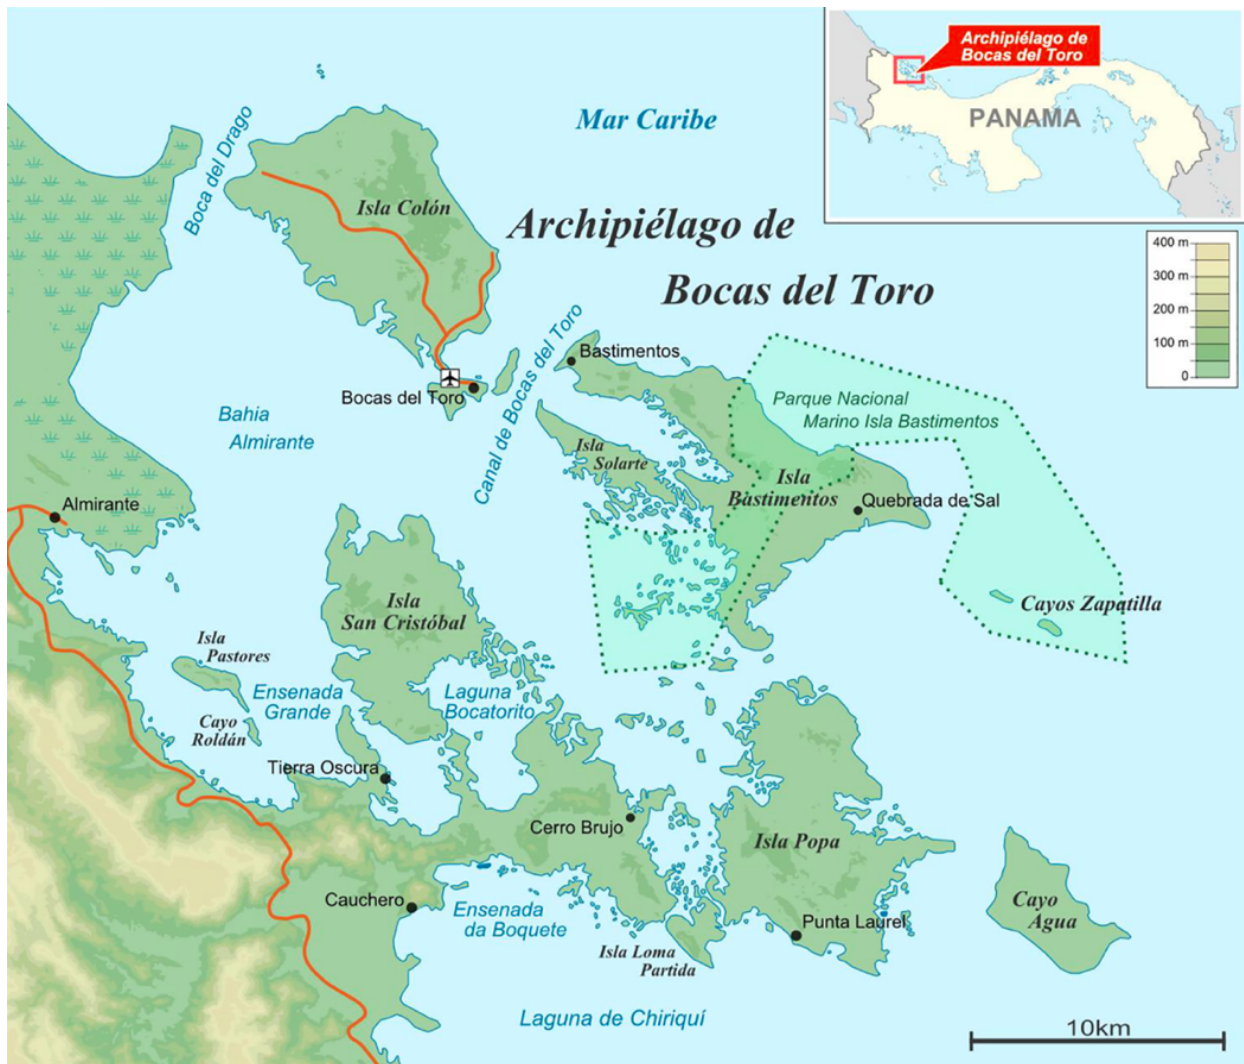 Archipiélago de
Bocas del Toro
PANAMA
Mar Caribe
Boca del Drago
Isla Colón
Archipiélago de
Bocas del Toro
400 m
300 m
200 m
100 m
0
Canal de Bocas del Toro
Bastimentos
Bocas del Toro
Parque Nacional
Marino Isla Bastimentos
Bahia
Almirante
Isla
Solarte
Isla
Bastimentos
Quebrada de Sal
Almirante
Isla
San Cristóbal
Cayos Zapatilla
Isla
Pastores
Ensenada
Grande
Laguna
Bocatorito
Cayo
Roldán
Tierra Oscura
Cerro Brujo
Isla Popa
Cauchero
Ensenada
da Boquete
Punta Laurel
Cayo
Agua
Isla Loma
Partida
Laguna de Chiriquí
10km